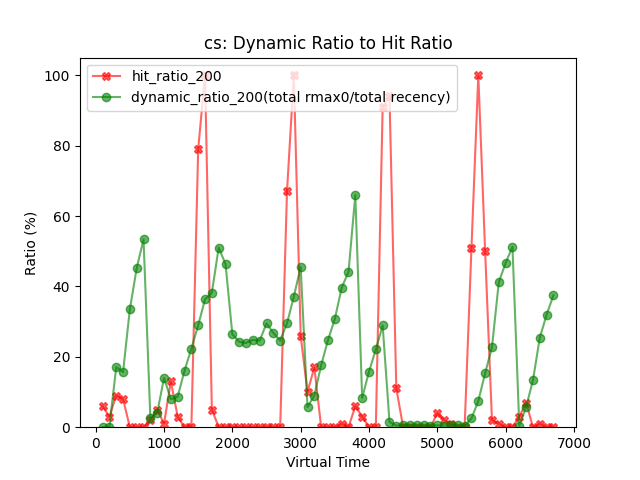 cs: Dynamic Ratio to Hit Ratio
hit_ratio_200
dynamic_ratio_200(total rmax0/total recency)
Ratio (%)
100
80
60
40
20
0
0 1000 2000 3000 4000 5000 6000 7000
Virtual Time